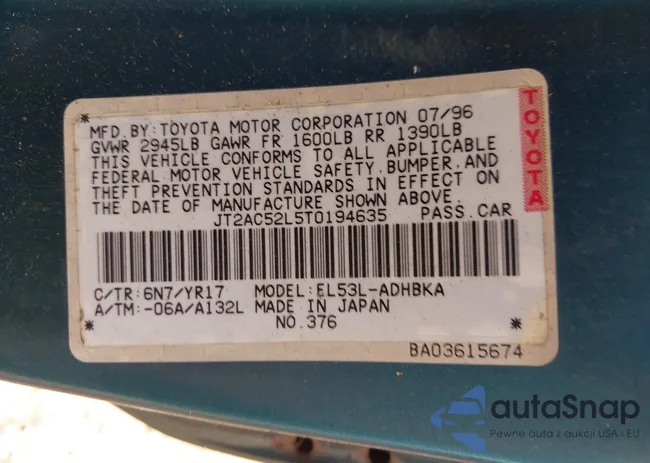 MFD. BY: TOYOTA MOTOR CORPORATION 07/96
GVWR 2945LB GAWR FR 1600LB RR 1390LB
THIS VEHICLE CONFORMS TO ALL APPLICABLE
FEDERAL MOTOR VEHICLE SAFETY, BUMPER, AND
THEFT PREVENTION STANDARDS IN EFFECT ON
THE DATE OF MANUFACTURE SHOWN ABOVE.
JT2AC52L5T0194635 PASS. CAR
TOYOTA
C/TR: 6N7/YR17 MODEL: EL53L-ADHBKA
A/TM: -06A/A132L MADE IN JAPAN
NO. 376
BA03615674
autaSnap
Pewne auta z aukcji USA i EU